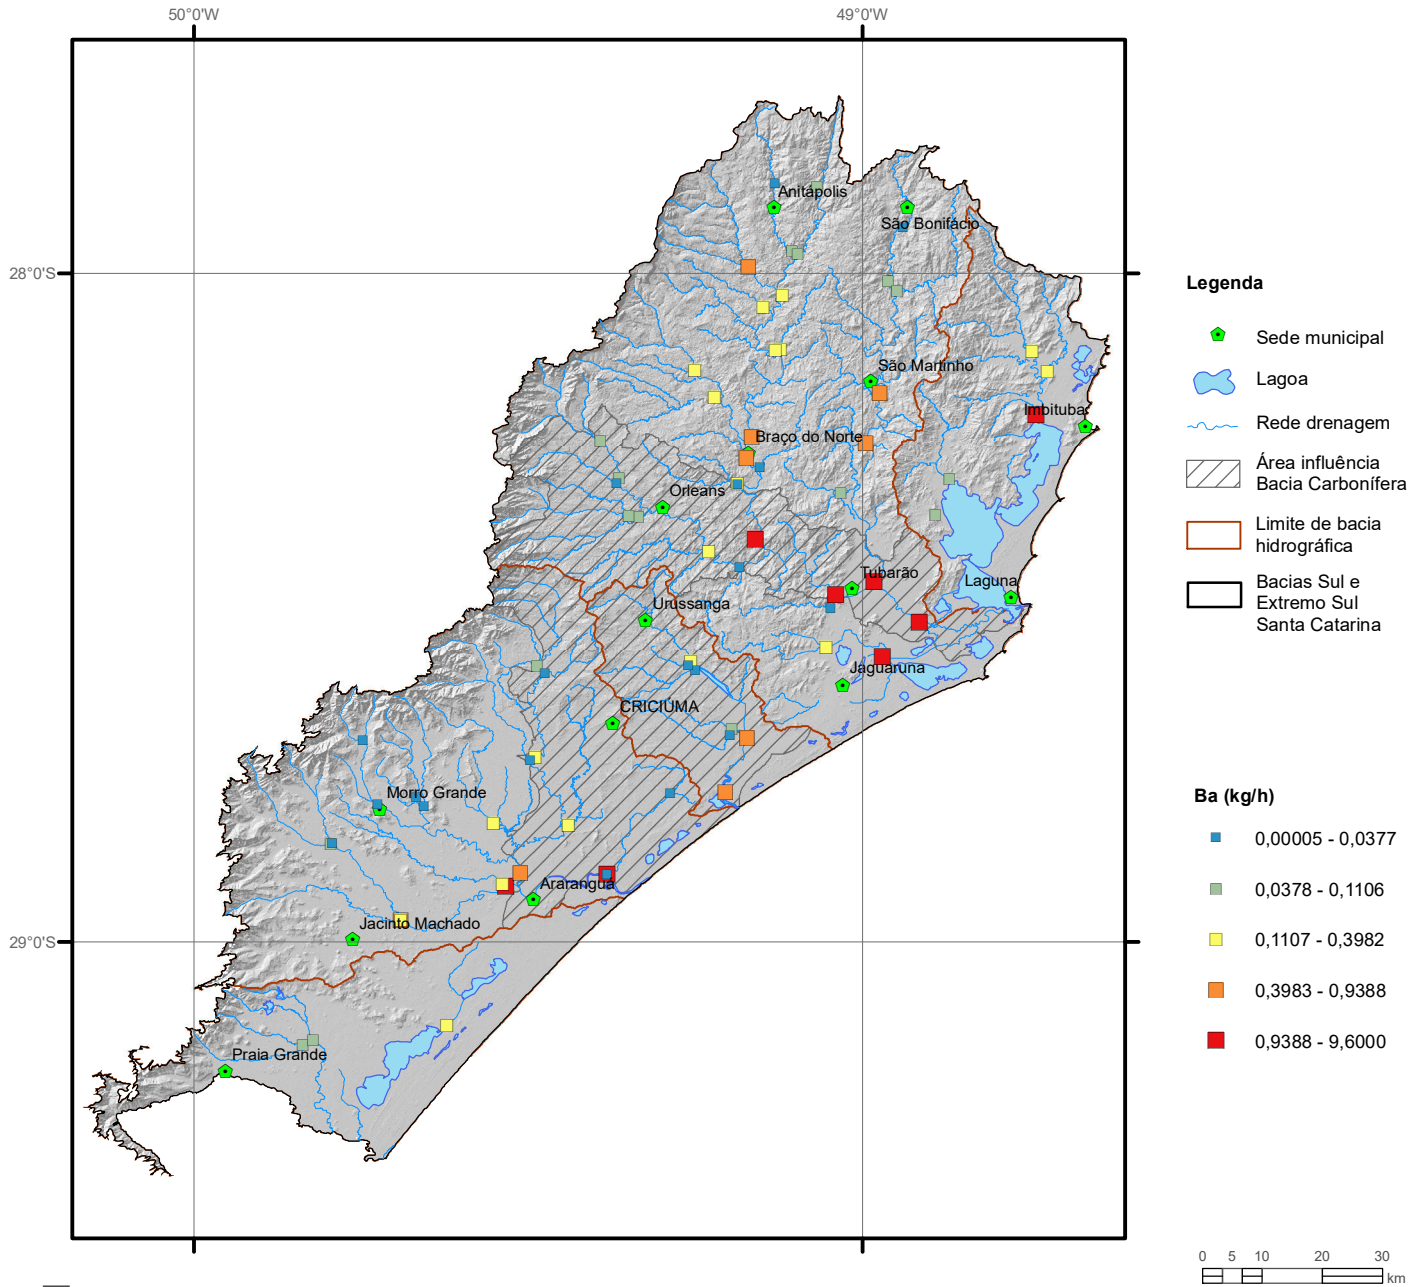 50°0'W
49°0'W
28°0'S
29°0'S
Anitápolis
São Bonifácio
São Martinho
Imbituba
Braço do Norte
Orleans
Tubarão
Laguna
Urussanga
Jaguaruna
CRICIÚMA
Morro Grande
Araranguá
Jacinto Machado
Praia Grande
Legenda
Sede municipal
Lagoa
Rede drenagem
Área influência
Bacia Carbonífera
Limite de bacia
hidrográfica
Bacias Sul e
Extremo Sul
Santa Catarina
Ba (kg/h)
0,00005 - 0,0377
0,0378 - 0,1106
0,1107 - 0,3982
0,3983 - 0,9388
0,9388 - 9,6000
0 5 10 20 30
km